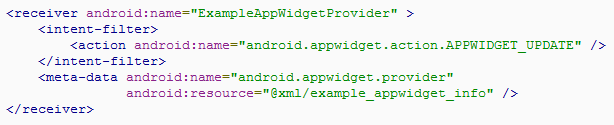 <receiver android:name="ExampleAppWidgetProvider" >
    <intent-filter>
        <action android:name="android.appwidget.action.APPWIDGET_UPDATE" />
    </intent-filter>
    <meta-data android:name="android.appwidget.provider"
               android:resource="@xml/example_appwidget_info" />
</receiver>